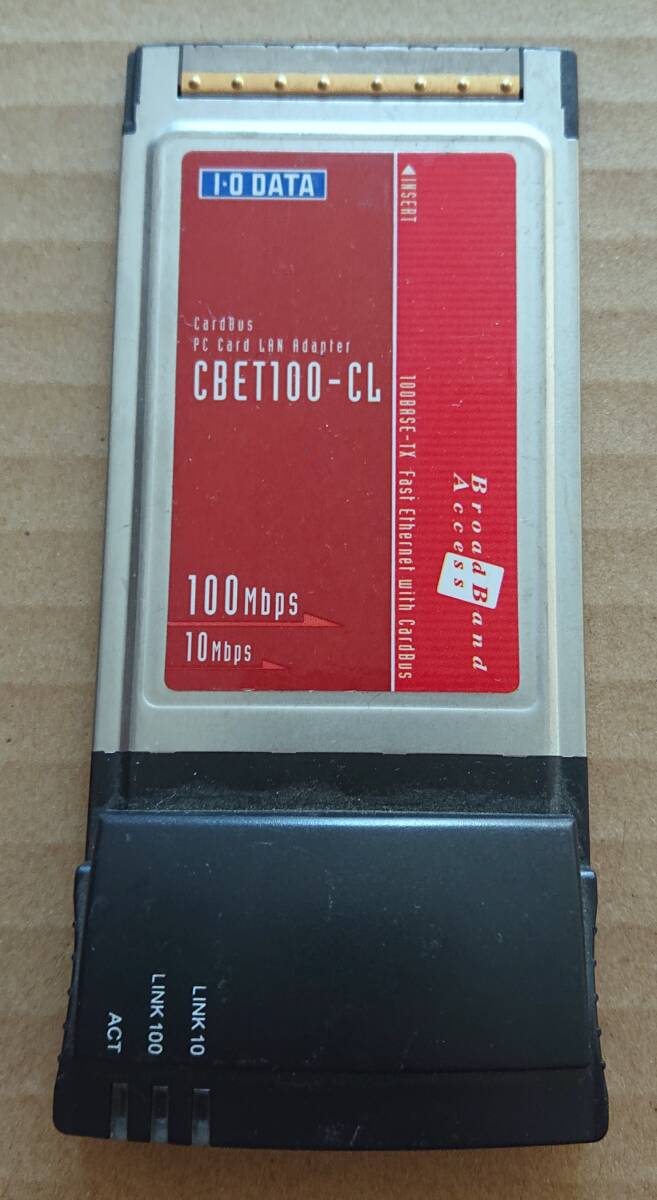 I·O DATA
◀INSERT
CardBus
PC Card LAN Adapter
CBET100-CL
100BASE-TX Fast Ethernet with CardBus
BroadBand
Access
100Mbps
10Mbps
LINK 10
LINK 100
ACT